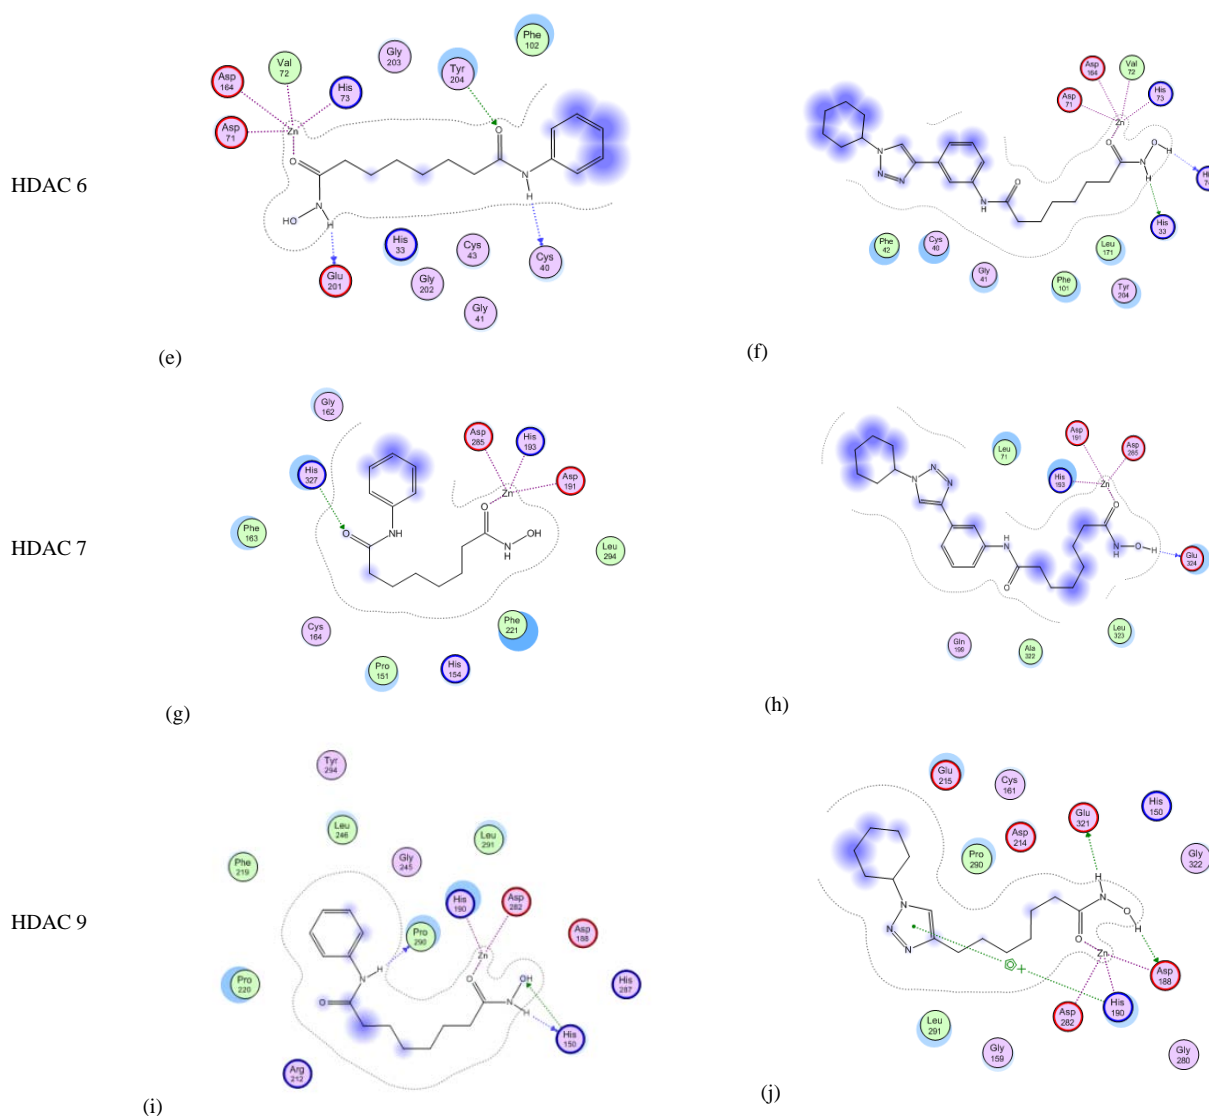 HDAC 6
Asp
164
Val
72
Gly
203
Tyr
204
Phe
102
His
73
Asp
71
Zn
O
O
N
HO
H
N
H
Glu
201
His
33
Cys
43
Gly
202
Gly
41
Cys
40
(e)
Asp
164
Val
72
His
73
Asp
71
Zn
O
O
H
N
H
N
N
N
O
N
H
His
33
Phe
42
Cys
40
Gly
41
Phe
101
Leu
171
Tyr
204
(f)
HDAC 7
Gly
162
His
327
Phe
163
Asp
285
His
193
Asp
191
Zn
O
O
NH
N
H
OH
Leu
294
Cys
164
Pro
151
His
154
Phe
221
(g)
Leu
71
Asp
191
Asp
285
His
193
Zn
O
N
H
O
H
N
N
N
H
N
O
Glu
324
Gln
199
Ala
322
Leu
323
(h)
HDAC 9
Tyr
294
Leu
246
Phe
219
Gly
245
Leu
291
His
190
Asp
282
Asp
188
Pro
290
Zn
N
H
O
O
N
H
OH
His
287
Pro
220
His
150
Arg
212
(i)
Glu
215
Cys
161
Glu
321
His
150
Asp
214
Pro
290
Gly
322
H
N
O
H
O
Zn
N
N
N
+
Asp
188
His
190
Asp
282
Leu
291
Gly
159
Gly
280
(j)